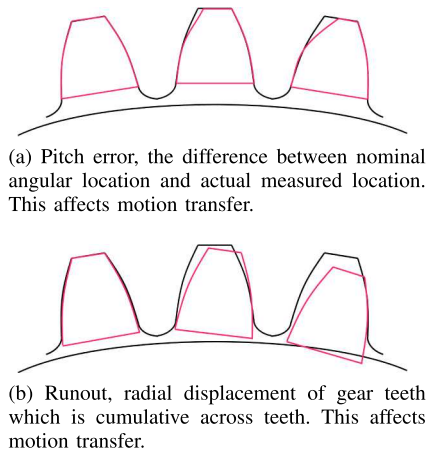 (a) Pitch error, the difference between nominal
angular location and actual measured location.
This affects motion transfer.
(b) Runout, radial displacement of gear teeth
which is cumulative across teeth. This affects
motion transfer.